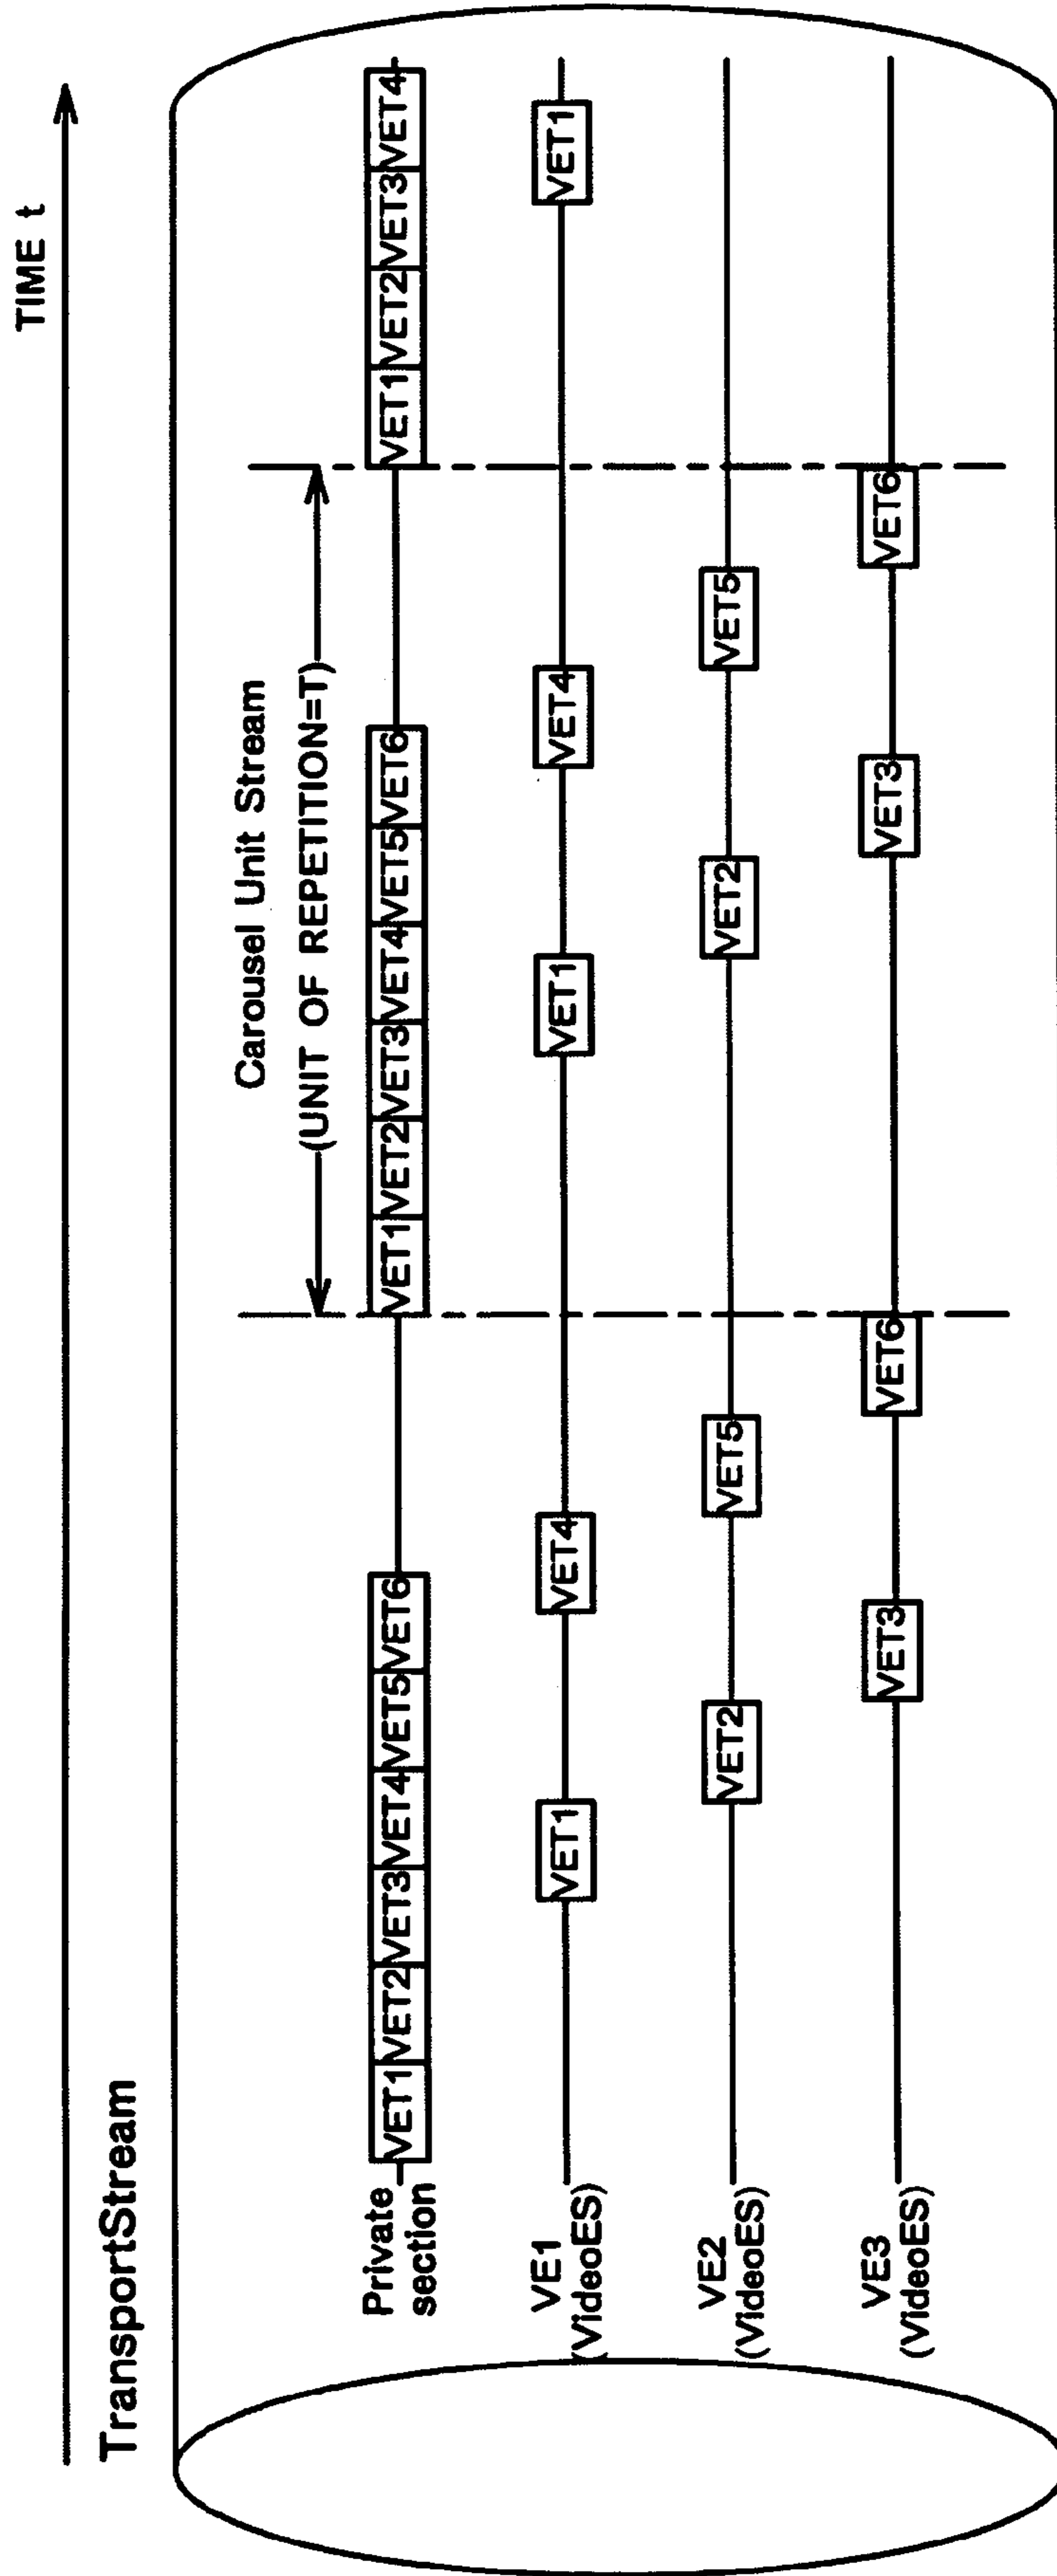 TIME t
TransportStream
Carousel Unit Stream
(UNIT OF REPETITION=T)
Private
section
VET1 VET2 VET3 VET4 VET5 VET6 VET1 VET2 VET3 VET4 VET5 VET6 VET1 VET2 VET3 VET4
VE1
(VideoES)
VET1 VET4 VET1 VET4 VET1
VE2
(VideoES)
VET2 VET5 VET2 VET5
VE3
(VideoES)
VET3 VET6 VET3 VET6